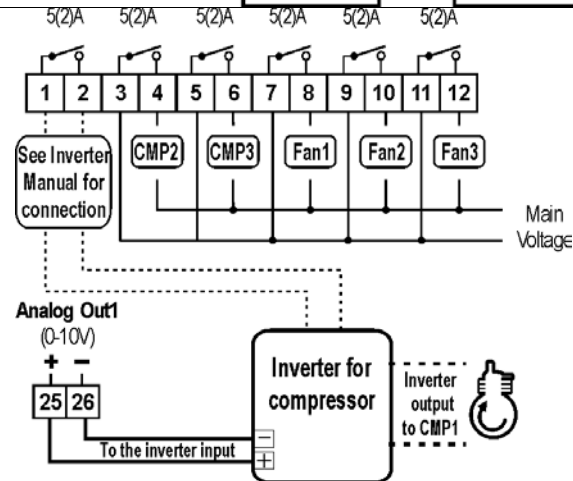 5(2)A 5(2)A 5(2)A 5(2)A 5(2)A 5(2)A
1 2 3 4 5 6 7 8 9 10 11 12
See Inverter
Manual for
connection
CMP2 CMP3 Fan1 Fan2 Fan3
Main
Voltage
Analog Out1
(0-10V)
+ −
25 26
To the inverter input
Inverter for
compressor
−
+
Inverter
output
to CMP1